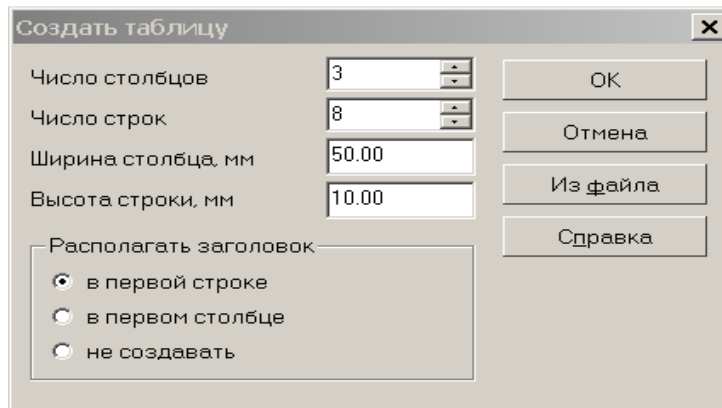 Создать таблицу
Число столбцов 3
Число строк 8
Ширина столбца, мм 50.00
Высота строки, мм 10.00
Располагать заголовок
в первой строке
в первом столбце
не создавать
OK
Отмена
Из файла
Справка